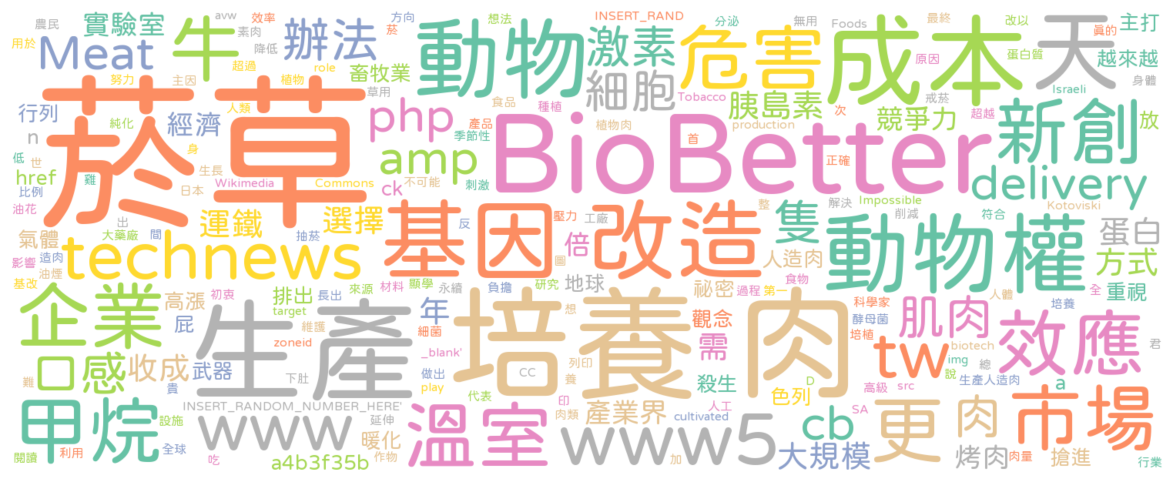 農民 avw 效率 方向 分泌 想法 INSERT_RAND 無用 Foods 最終 改以 主打
用於 實驗室 牛 素肉 菸 辦法 動物 激素 危害 成本 天 眞的 越來越
Meat 努力 降低 超過 主因 植物 role 畜牧業 細胞 原因 蛋白質 身體
行列 人類 草用 食品 種植 Tobacco 胰島素 戒菸 次 Israeli 超越
n 純化 經濟 php 產品 植物肉 production 競爭力 新創 放
菸草 季節性 BioBetter 首
低 世 身 amp 正確 delivery
href 難 生長 刺激
比例 日本 Wikimedia Commons ck 不可能 整 解決 Impossible
油花 出 運鐵 選擇 基因改造 壓力 工廠 隻 削減 符合 Kotoviski
氣體 大藥廠 間 抽菸 反 倍 動物權 蛋白
影響 造肉 technews 圖 人造肉 方式
基改 油煙 來源 材料 顯學 永續 負擔 研究 地球 食物
企業 高漲 初衷 排出 長出 年 想 祕密 過程 第一 人體 培養 全 重視
target 科學家
屁 維護 細菌 培養肉 觀念 酵母菌 肌肉 效應
口感 生產 zoneid _blank' 需 培植 biotech 君
難 收成 武器 下肚 做出 CC 列印 tw img 總
貴 play 代表 養 殺生 色列 D 高級 src 說 生產人造肉 a
甲烷 設施 INSERT_RANDOM_NUMBER_HERE' 溫室 印 肉類 產業界 cultivated 人工 更 肉 市場
www 延伸 www5 cb SA
閱讀 利用 全球 暖化 大規模 烤肉 肉量 搶進
吃 a4b3f35b 作物 加 行業